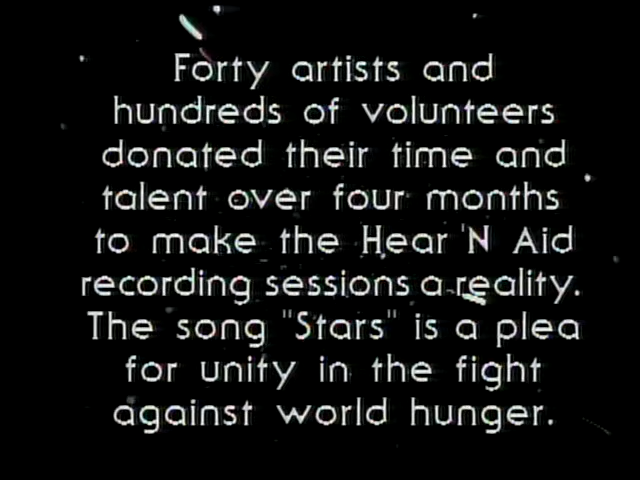 Forty artists and
hundreds of volunteers
donated their time and
talent over four months
to make the Hear 'N Aid
recording sessions a reality.
The song "Stars" is a plea
for unity in the fight
against world hunger.